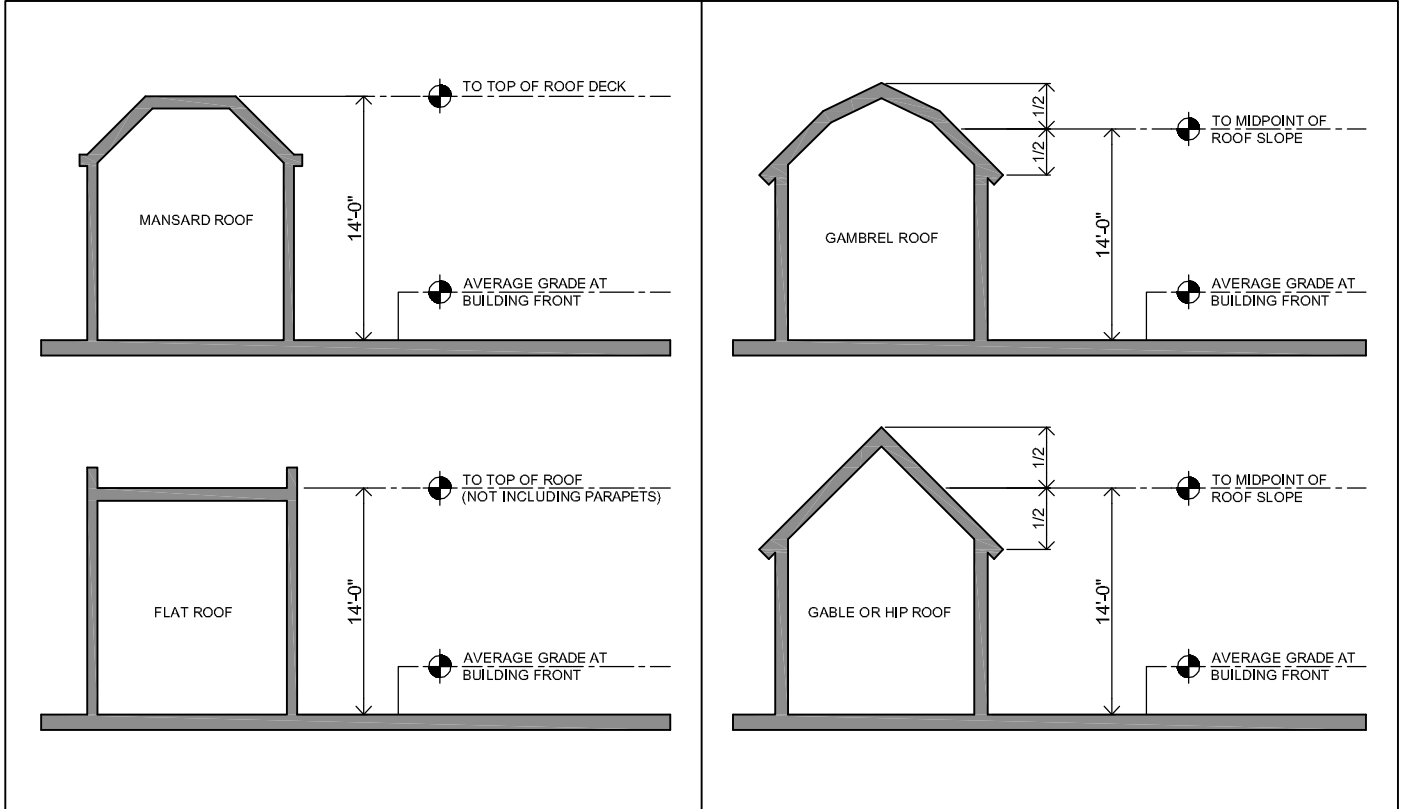 TO TOP OF ROOF DECK
MANSARD ROOF
14'-0"
AVERAGE GRADE AT
BUILDING FRONT
1/2
TO MIDPOINT OF
ROOF SLOPE
1/2
GAMBREL ROOF
14'-0"
AVERAGE GRADE AT
BUILDING FRONT
TO TOP OF ROOF
(NOT INCLUDING PARAPETS)
FLAT ROOF
14'-0"
AVERAGE GRADE AT
BUILDING FRONT
1/2
TO MIDPOINT OF
ROOF SLOPE
1/2
GABLE OR HIP ROOF
14'-0"
AVERAGE GRADE AT
BUILDING FRONT